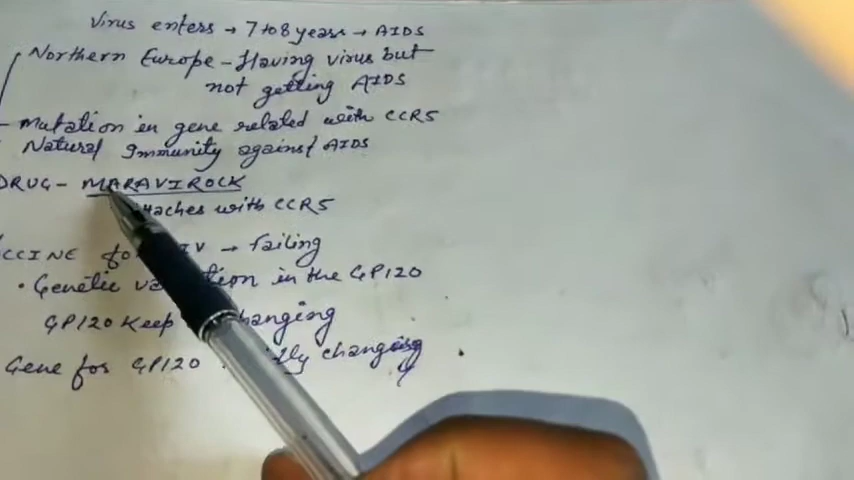 Virus enters → 7 to 8 years → AIDS
Northern Europe - Having virus but
not getting AIDS
- Mutation in gene related with CCR5
Natural Immunity against AIDS
DRUG - MARAVIROCK
with CCR5
→ failing
• Genetic in the GP120
GP120 Keep changing
Gene for GP120 changing